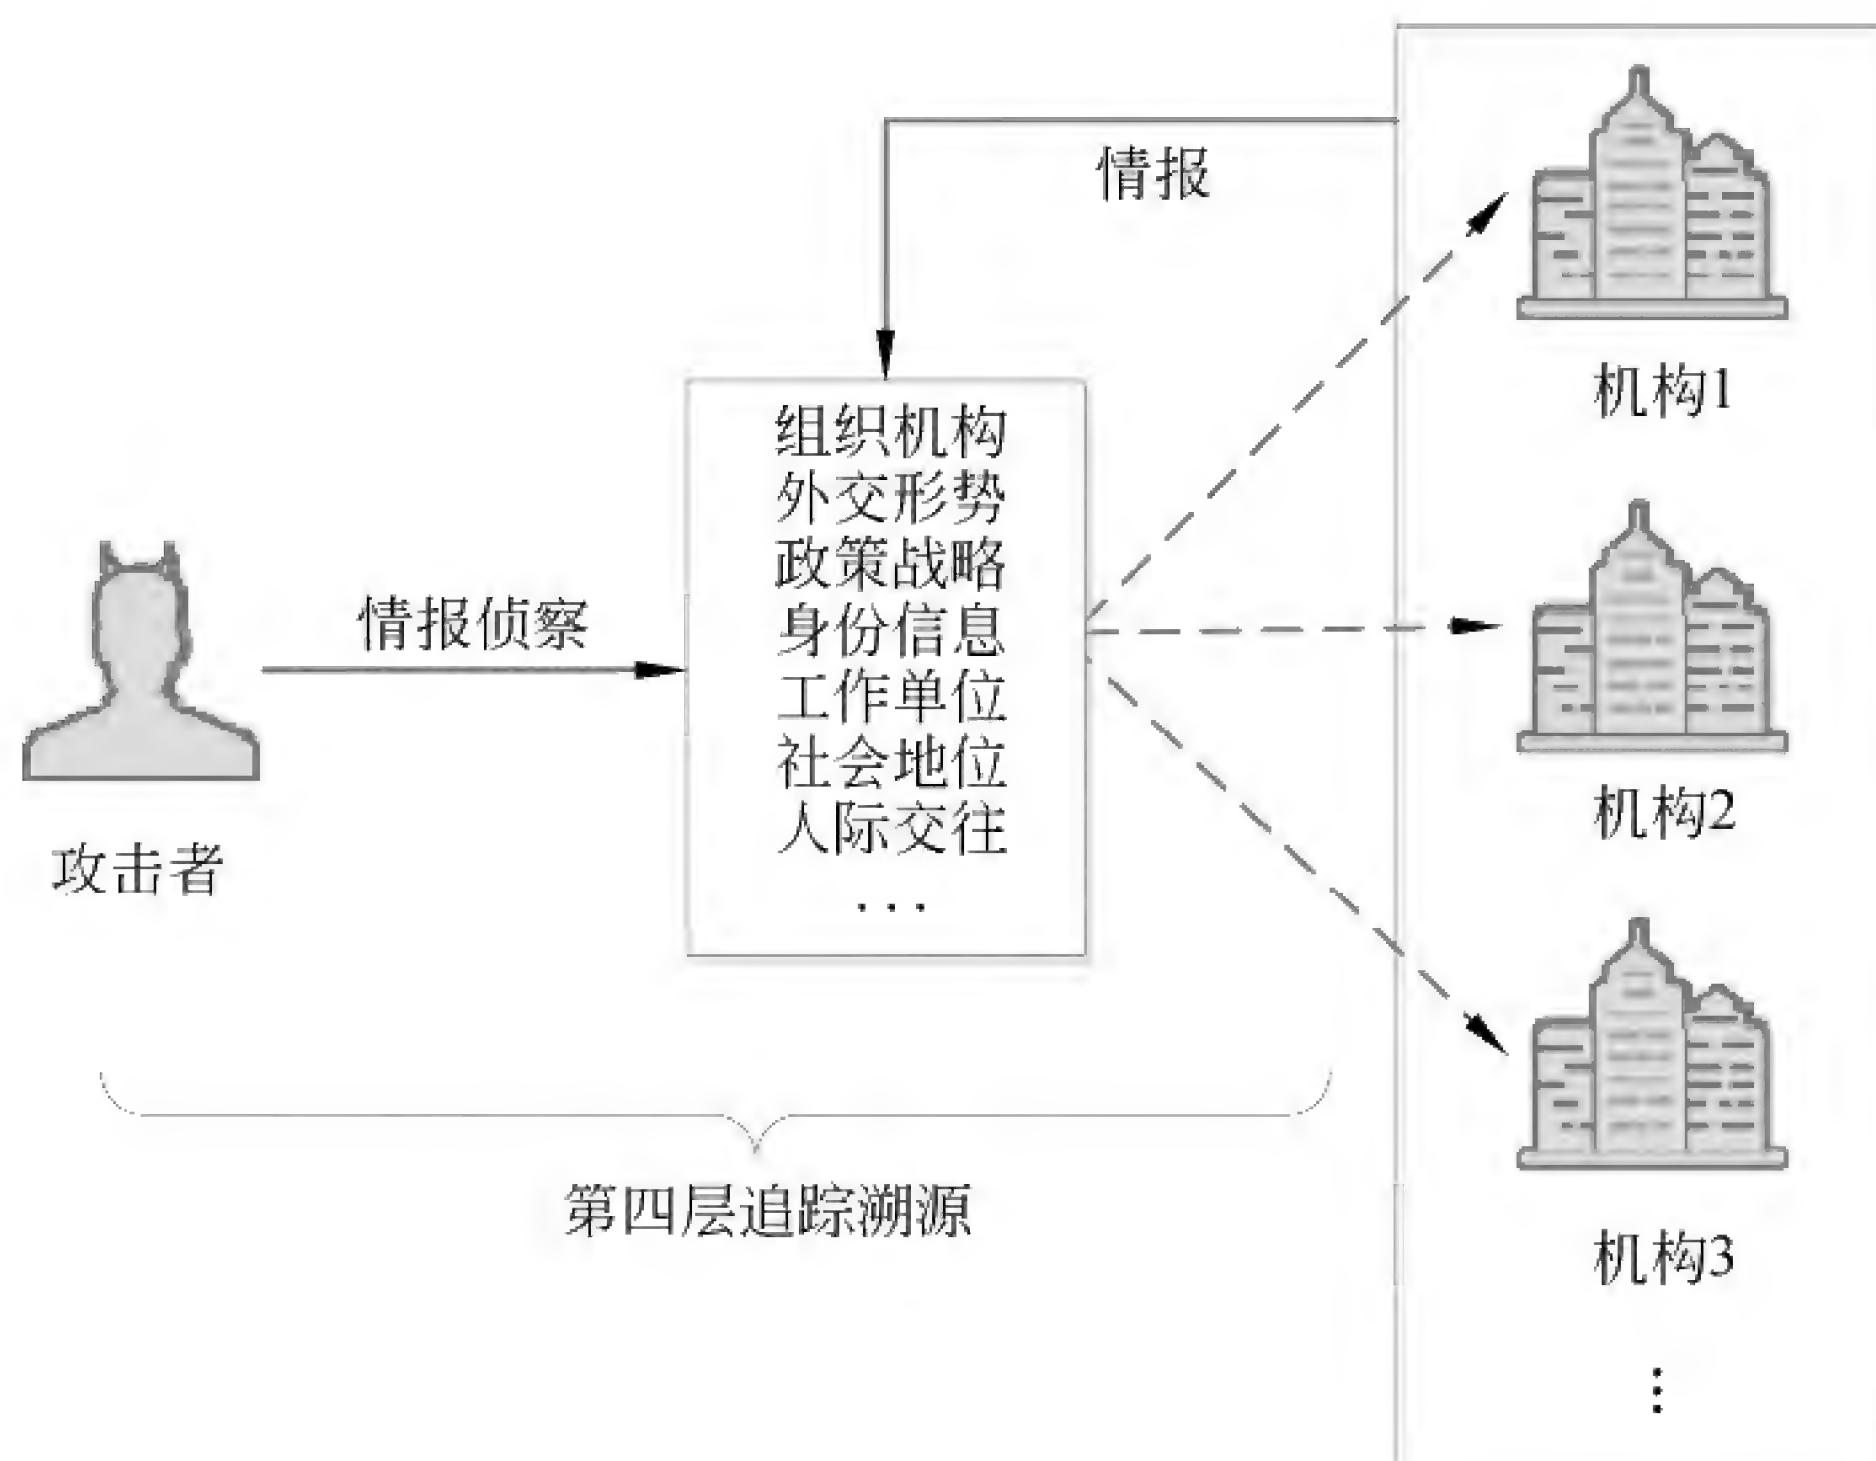 情报
机构1
组织机构
外交形势
政策战略
身份信息
工作单位
社会地位
人际交往
...
情报侦察
攻击者
机构2
第四层追踪溯源
机构3
⋮